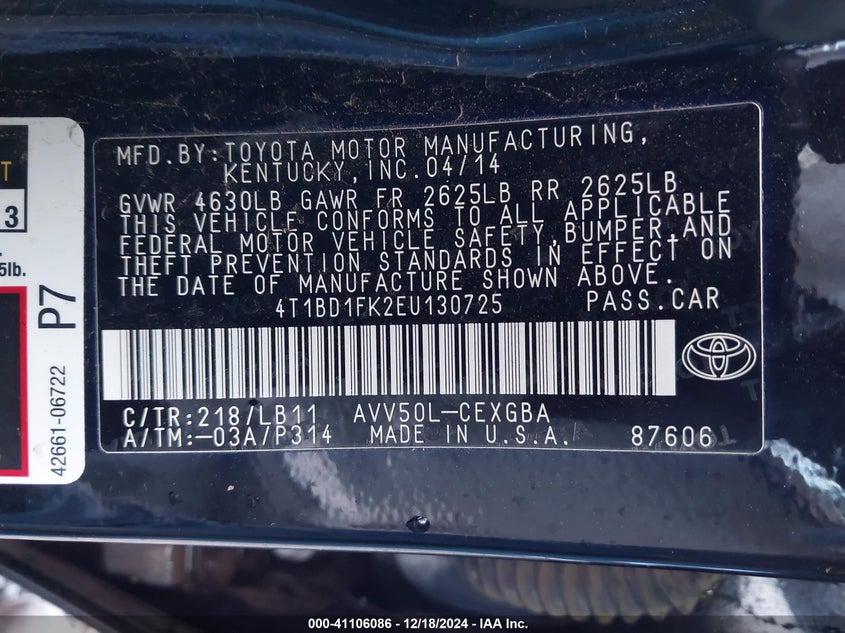 T
3
5lb.
P7
42661-06722
MFD.BY:TOYOTA MOTOR MANUFACTURING,
KENTUCKY,INC.04/14
GVWR 4630LB GAWR FR 2625LB RR 2625LB
THIS VEHICLE CONFORMS TO ALL APPLICABLE
FEDERAL MOTOR VEHICLE SAFETY,BUMPER,AND
THEFT PREVENTION STANDARDS IN EFFECT ON
THE DATE OF MANUFACTURE SHOWN ABOVE.
4T1BD1FK2EU130725 PASS.CAR
C/TR:218/LB11 AVV50L-CEXGBA
A/TM:-03A/P314 MADE IN U.S.A. 87606
000-41106086 - 12/18/2024 - IAA Inc.